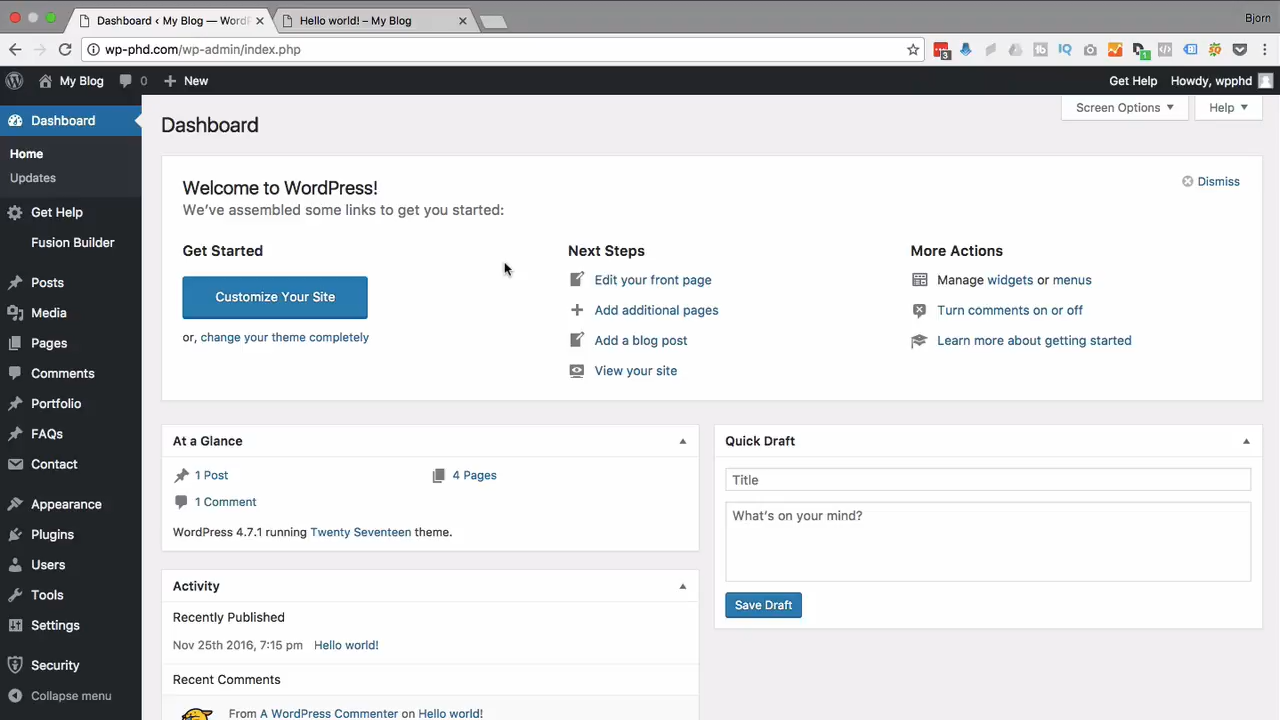 Dashboard ‹ My Blog — WordP
Hello world! – My Blog
Bjorn
wp-phd.com/wp-admin/index.php
3
1
My Blog
0
New
Get Help
Howdy, wpphd
Dashboard
Home
Updates
Get Help
Fusion Builder
Posts
Media
Pages
Comments
Portfolio
FAQs
Contact
Appearance
Plugins
Users
Tools
Settings
Security
Collapse menu
Screen Options
Help
Dashboard
Welcome to WordPress!
We've assembled some links to get you started:
Dismiss
Get Started
Customize Your Site
or, change your theme completely
Next Steps
Edit your front page
Add additional pages
Add a blog post
View your site
More Actions
Manage widgets or menus
Turn comments on or off
Learn more about getting started
At a Glance
1 Post
4 Pages
1 Comment
WordPress 4.7.1 running Twenty Seventeen theme.
Activity
Recently Published
Nov 25th 2016, 7:15 pm Hello world!
Recent Comments
From A WordPress Commenter on Hello world!
Quick Draft
Title
What's on your mind?
Save Draft